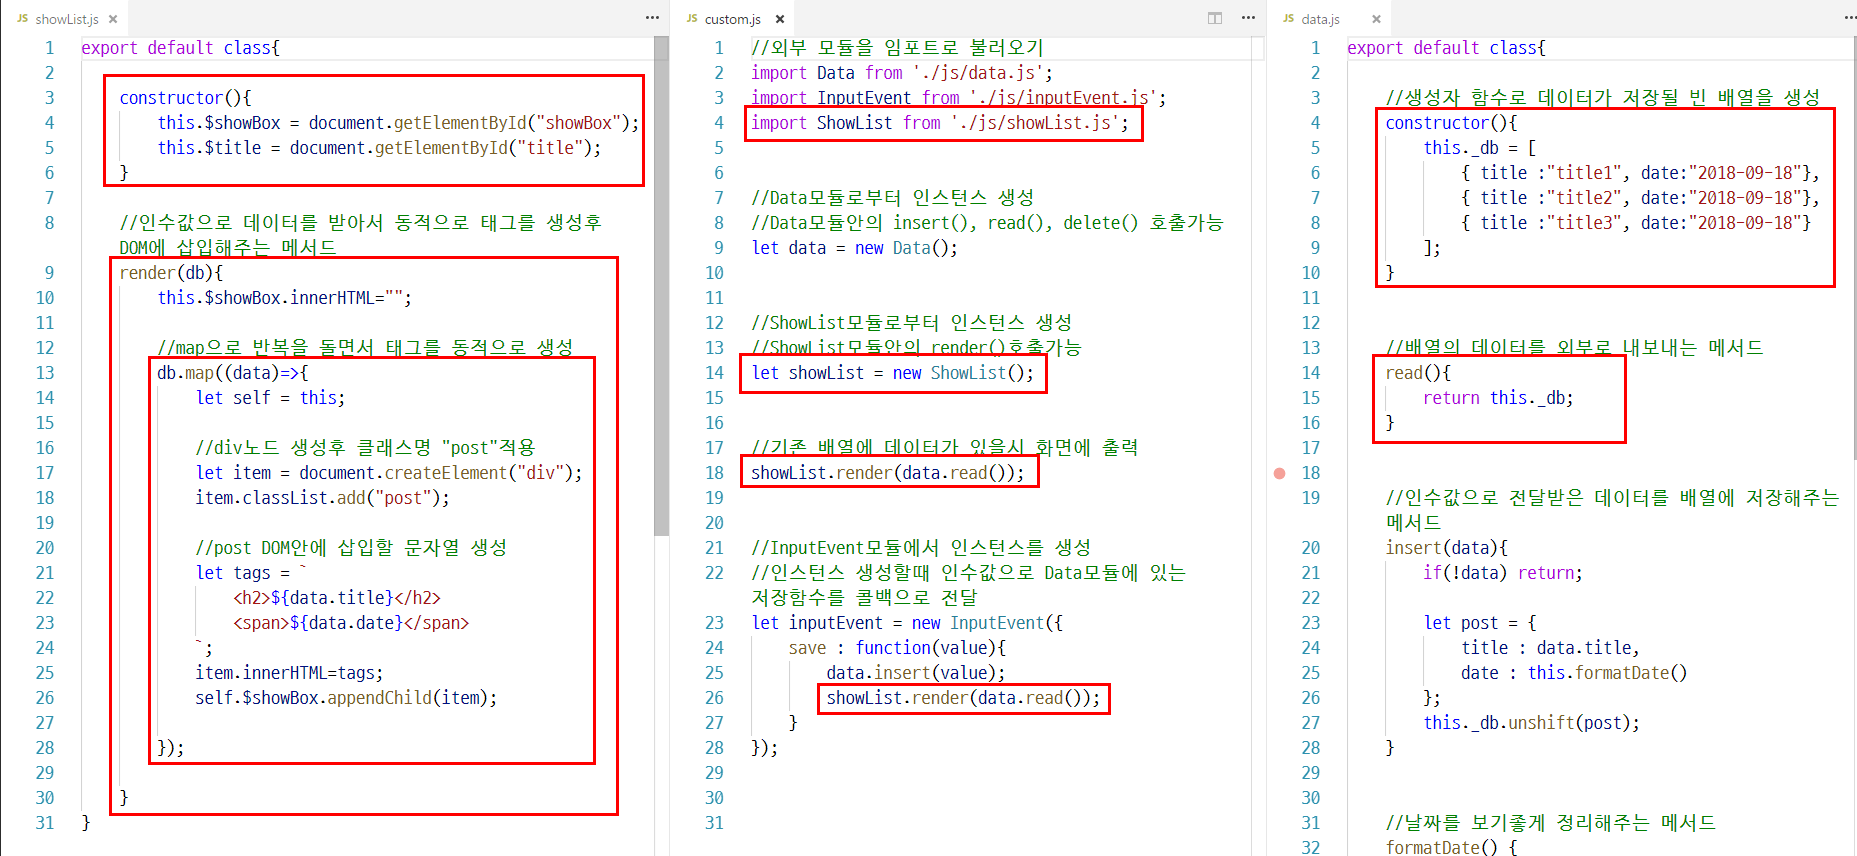 JS showList.js ×
1 export default class{
2
3 constructor(){
4 this.$showBox = document.getElementById("showBox");
5 this.$title = document.getElementById("title");
6 }
7
8 //인수값으로 데이터를 받아서 동적으로 태그를 생성후
DOM에 삽입해주는 메서드
9 render(db){
10 this.$showBox.innerHTML="";
11
12 //map으로 반복을 돌면서 태그를 동적으로 생성
13 db.map((data)=>{
14 let self = this;
15
16 //div노드 생성후 클래스명 "post"적용
17 let item = document.createElement("div");
18 item.classList.add("post");
19
20 //post DOM안에 삽입할 문자열 생성
21 let tags = `
22 <h2>${data.title}</h2>
23 <span>${data.date}</span>
24 `;
25 item.innerHTML=tags;
26 self.$showBox.appendChild(item);
27
28 });
29
30 }
31 }
JS custom.js ×
1 //외부 모듈을 임포트로 불러오기
2 import Data from './js/data.js';
3 import InputEvent from './js/inputEvent.js';
4 import ShowList from './js/showList.js';
5
6
7 //Data모듈로부터 인스턴스 생성
8 //Data모듈안의 insert(), read(), delete() 호출가능
9 let data = new Data();
10
11
12 //ShowList모듈로부터 인스턴스 생성
13 //ShowList모듈안의 render()호출가능
14 let showList = new ShowList();
15
16
17 //기존 배열에 데이터가 있을시 화면에 출력
18 showList.render(data.read());
19
20
21 //InputEvent모듈에서 인스턴스를 생성
22 //인스턴스 생성할때 인수값으로 Data모듈에 있는
저장함수를 콜백으로 전달
23 let inputEvent = new InputEvent({
24 save : function(value){
25 data.insert(value);
26 showList.render(data.read());
27 }
28 });
29
30
31
JS data.js ×
1 export default class{
2
3 //생성자 함수로 데이터가 저장될 빈 배열을 생성
4 constructor(){
5 this._db = [
6 { title :"title1", date:"2018-09-18"},
7 { title :"title2", date:"2018-09-18"},
8 { title :"title3", date:"2018-09-18"}
9 ];
10 }
11
12
13 //배열의 데이터를 외부로 내보내는 메서드
14 read(){
15 return this._db;
16 }
17
18
19 //인수값으로 전달받은 데이터를 배열에 저장해주는
메서드
20 insert(data){
21 if(!data) return;
22
23 let post = {
24 title : data.title,
25 date : this.formatDate()
26 };
27 this._db.unshift(post);
28 }
29
30
31 //날짜를 보기좋게 정리해주는 메서드
32 formatDate() {